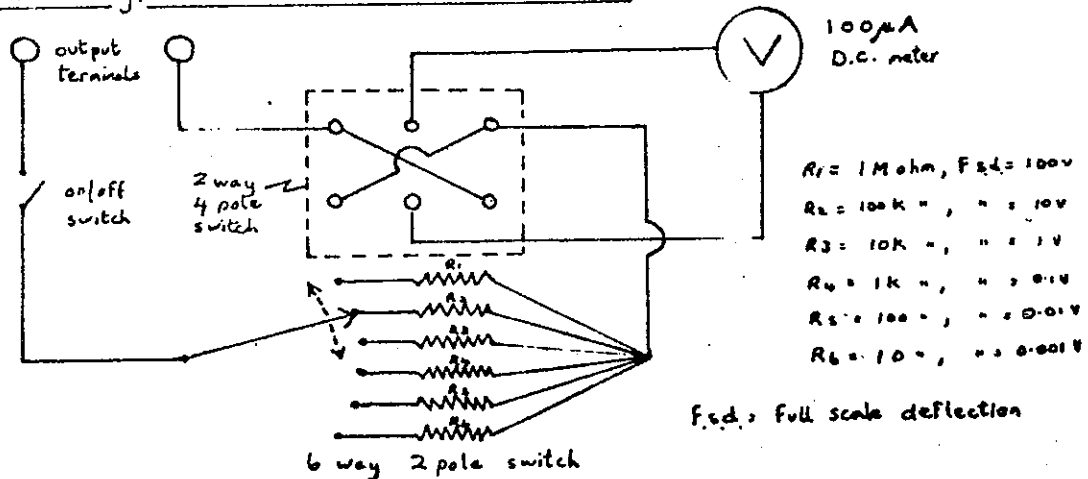 output
terminals
100μA
D.C. meter
V
on/off
switch
2 way
4 pole
switch
R1 = 1M ohm, F.s.d. = 100v
R2 = 100K ", " = 10v
R3 = 10K ", " = 1v
R4 = 1K ", " = 0.1v
R5 = 100 ", " = 0.01v
R6 = 10 ", " = 0.001v
R1
R2
R3
R5
R6
F.s.d. = full scale deflection
6 way 2 pole switch